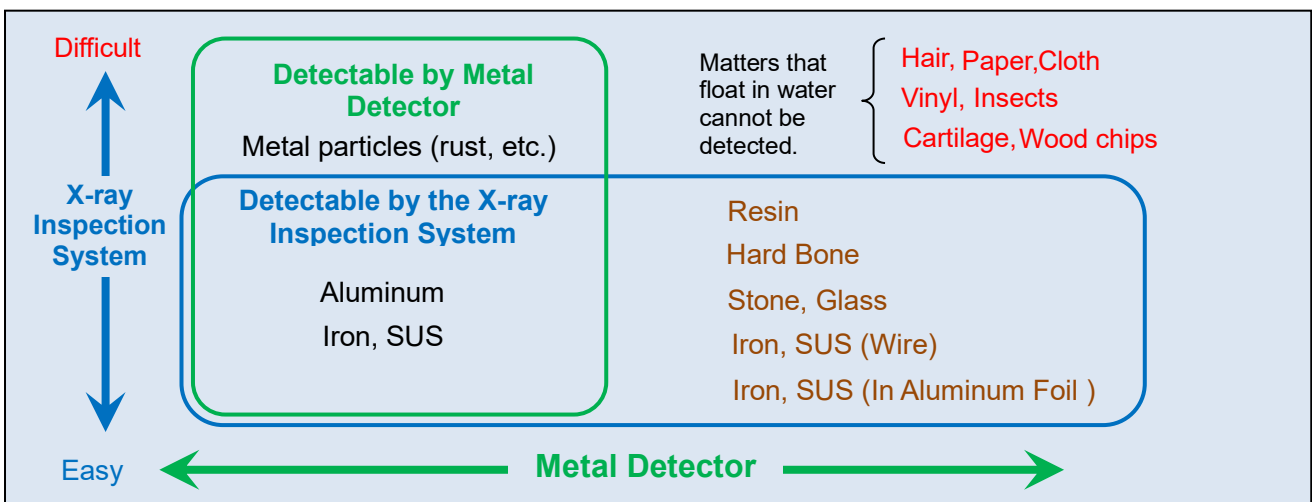 Difficult
Detectable by Metal
Detector
Metal particles (rust, etc.)
Matters that
float in water
cannot be
detected.
Hair, Paper,Cloth
Vinyl, Insects
Cartilage,Wood chips
X-ray
Inspection
System
Detectable by the X-ray
Inspection System
Aluminum
Iron, SUS
Resin
Hard Bone
Stone, Glass
Iron, SUS (Wire)
Iron, SUS (In Aluminum Foil )
Easy
Metal Detector